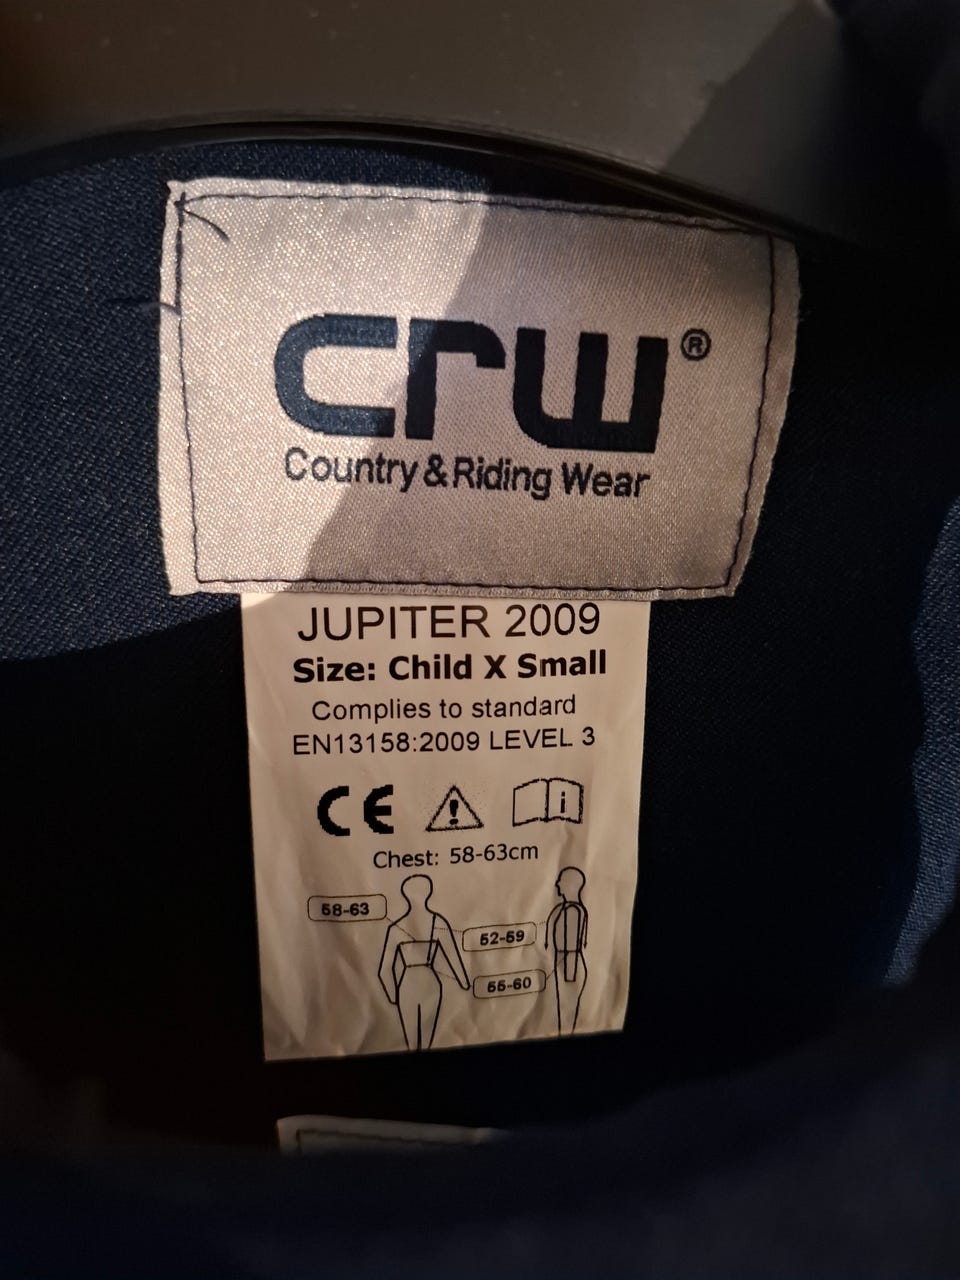 crw®
Country & Riding Wear
JUPITER 2009
Size: Child X Small
Complies to standard
EN13158:2009 LEVEL 3
CE
Chest: 58-63cm
58-63
52-59
55-60